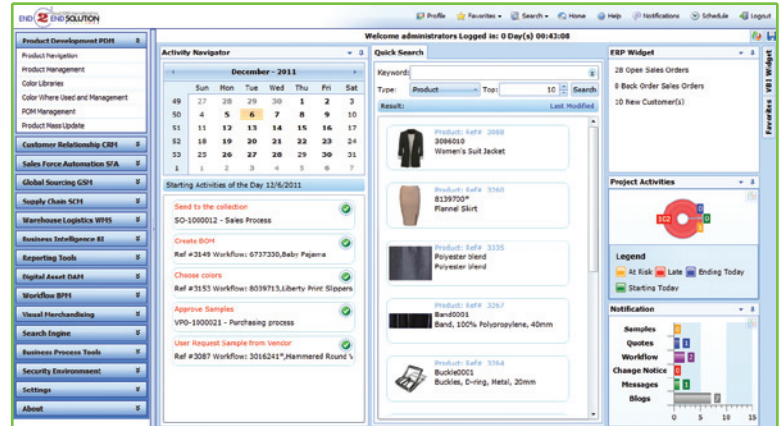 END 2 END SOLUTION
Profile Favorites Search Home Help Notifications Schedule Logout
Welcome administrators Logged in: 0 Day(s) 00:43:08
Product Development PDM
Product Navigation
Product Management
Color Libraries
Color Where Used and Management
POM Management
Product Mass Update
Customer Relationship CRM
Sales Force Automation SFA
Global Sourcing GSM
Supply Chain SCM
Warehouse Logistics WMS
Business Intelligence BI
Reporting Tools
Digital Asset DAM
Workflow BPM
Visual Merchandising
Search Engine
Business Process Tools
Security Environment
Settings
About
Activity Navigator
December - 2011
Sun Mon Tue Wed Thu Fri Sat
49 27 28 29 30 1 2 3
50 4 5 6 7 8 9 10
51 11 12 13 14 15 16 17
52 18 19 20 21 22 23 24
53 25 26 27 28 29 30 31
1 1 2 3 4 5 6 7
Starting Activities of the Day 12/6/2011
Send to the collection
SO-1000012 - Sales Process
Create BOM
Ref #3149 Workflow: 6737330,Baby Pajama
Choose colors
Ref #3153 Workflow: 8039713,Liberty Print Slippers
Approve Samples
VPO-1000021 - Purchasing process
User Request Sample from Vendor
Ref #3087 Workflow: 3016241*,Hammered Round
Quick Search
Keyword:
Type: Product Top: 10 Search
Result: Last Modified
Product: Ref# 3088
3086010
Women's Suit Jacket
Product: Ref# 3260
8139700*
Flannel Skirt
Product: Ref# 3335
Polyester blend
Polyester blend
Product: Ref# 3267
Band0001
Band, 100% Polypropylene, 40mm
Product: Ref# 3264
Buckle0001
Buckles, D-ring, Metal, 20mm
ERP Widget
28 Open Sales Orders
8 Back Order Sales Orders
10 New Customer(s)
Project Activities
102
0
0
Legend
At Risk Late Ending Today
Starting Today
Notification
Samples 0
Quotes 1
Workflow 2
Change Notice 0
Messages 1
Blogs 7
0 5 10 15
Favorites VBI Widget